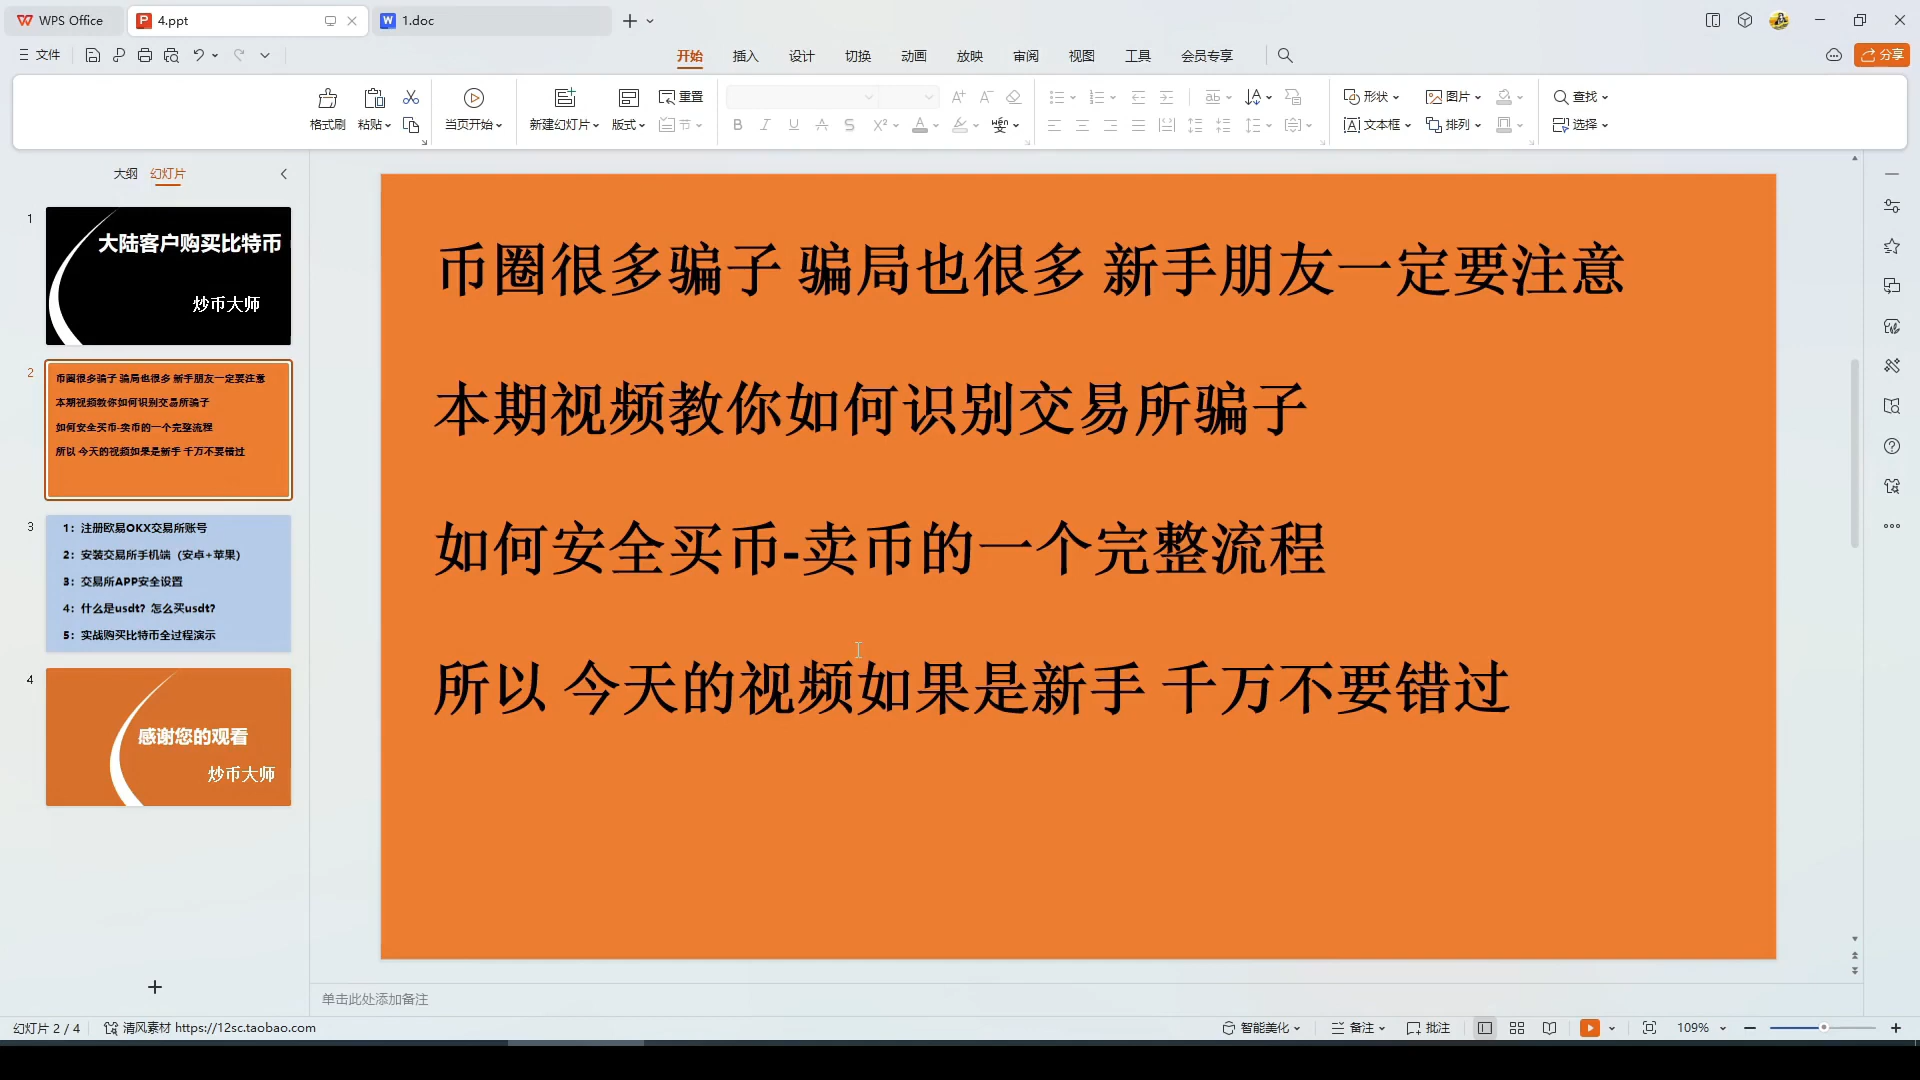 WPS Office
4.ppt
1.doc
文件
开始
插入
设计
切换
动画
放映
审阅
视图
工具
会员专享
分享
格式刷
粘贴
当页开始
新建幻灯片
版式
重置
节
形状
图片
文本框
排列
查找
选择
大纲 幻灯片
1
大陆客户购买比特币
炒币大师
2
币圈很多骗子 骗局也很多 新手朋友一定要注意
本期视频教你如何识别交易所骗子
如何安全买币-卖币的一个完整流程
所以 今天的视频如果是新手 千万不要错过
3
1：注册欧易OKX交易所账号
2：安装交易所手机端（安卓+苹果）
3：交易所APP安全设置
4：什么是usdt？怎么买usdt？
5：实战购买比特币全过程演示
4
感谢您的观看
炒币大师
币圈很多骗子 骗局也很多 新手朋友一定要注意
本期视频教你如何识别交易所骗子
如何安全买币-卖币的一个完整流程
所以 今天的视频如果是新手 千万不要错过
单击此处添加备注
幻灯片 2 / 4
清风素材 https://12sc.taobao.com
智能美化
备注
批注
109%